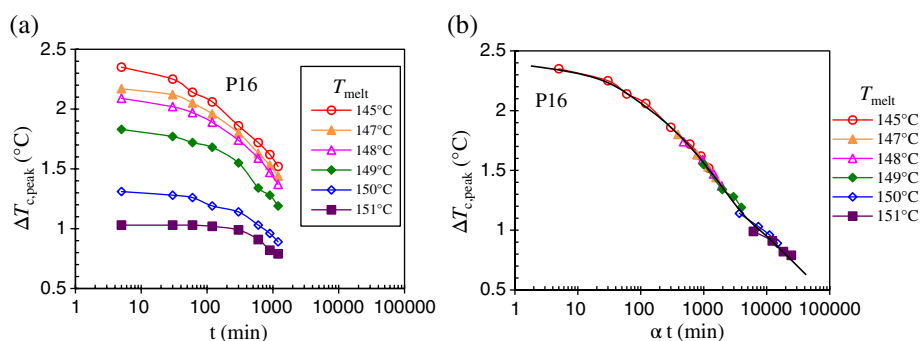 (a)
P16
2.5
2
1.5
1
0.5
1 10 100 1000 100000
t (min)
ΔTc,peak (°C)
Tmelt
145°C
147°C
148°C
149°C
150°C
151°C
(b)
P16
2.5
2
1.5
1
0.5
1 10 100 1000 10000 100000
α t (min)
ΔTc,peak (°C)
Tmelt
145°C
147°C
148°C
149°C
150°C
151°C